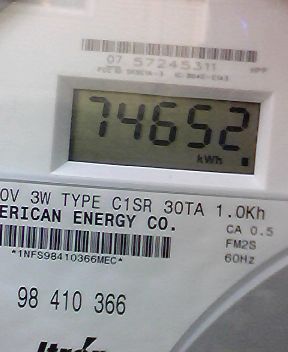 07 57245311
74652
kWh
0V 3W TYPE C1SR 30TA 1.0Kh
ERICAN ENERGY CO.
CA 0.5
FM2S
60Hz
*1NFS98410366MEC*
98 410 366
Itrón